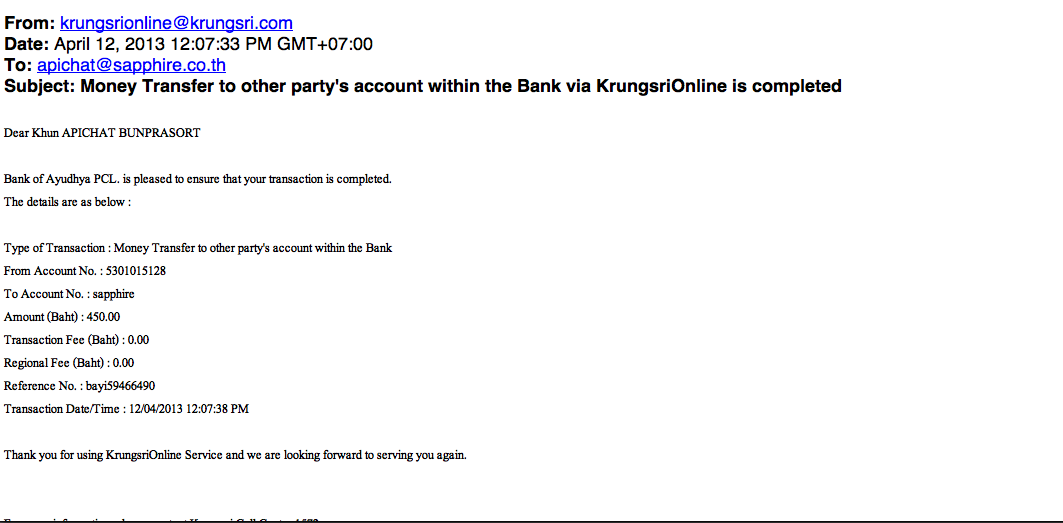 From: krungsrionline@krungsri.com
Date: April 12, 2013 12:07:33 PM GMT+07:00
To: apichat@sapphire.co.th
Subject: Money Transfer to other party's account within the Bank via KrungsriOnline is completed
Dear Khun APICHAT BUNPRASORT
Bank of Ayudhya PCL. is pleased to ensure that your transaction is completed.
The details are as below :
Type of Transaction : Money Transfer to other party's account within the Bank
From Account No. : 5301015128
To Account No. : sapphire
Amount (Baht) : 450.00
Transaction Fee (Baht) : 0.00
Regional Fee (Baht) : 0.00
Reference No. : bayi59466490
Transaction Date/Time : 12/04/2013 12:07:38 PM
Thank you for using KrungsriOnline Service and we are looking forward to serving you again.